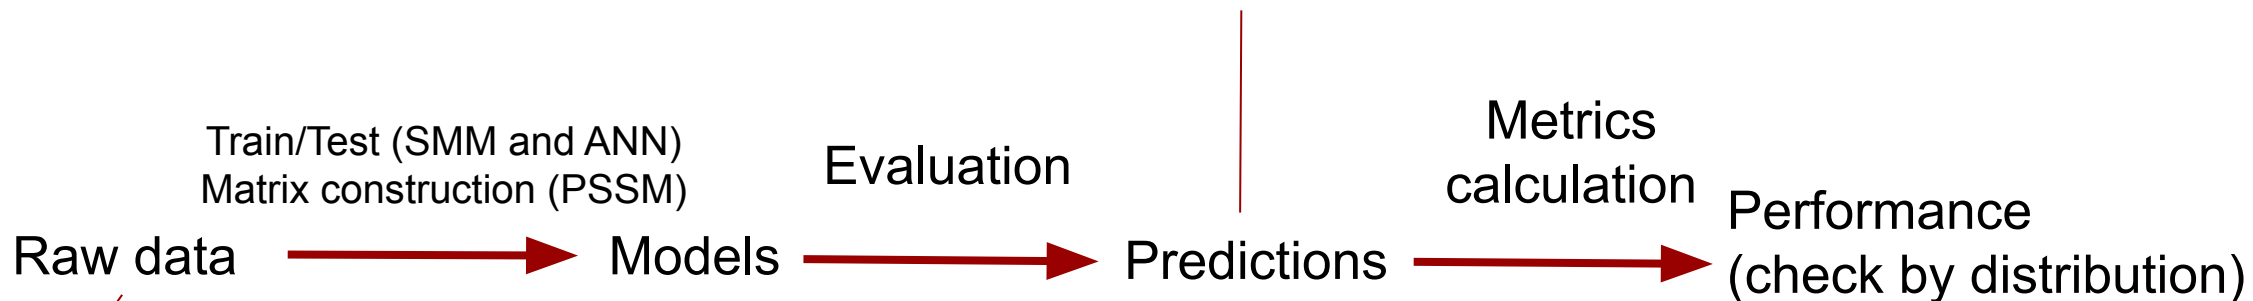 Train/Test (SMM and ANN)
Matrix construction (PSSM)
Evaluation
Metrics
calculation
Raw data
Models
Predictions
Performance
(check by distribution)